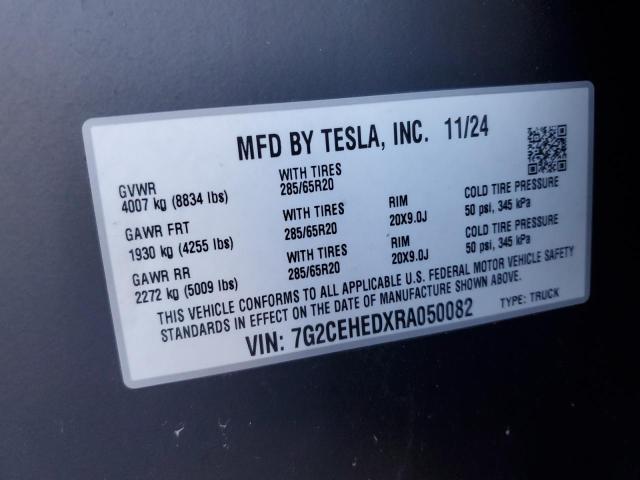 MFD BY TESLA, INC. 11/24
GVWR WITH TIRES
4007 kg (8834 lbs) 285/65R20
GAWR FRT WITH TIRES RIM COLD TIRE PRESSURE
1930 kg (4255 lbs) 285/65R20 20X9.0J 50 psi, 345 kPa
GAWR RR WITH TIRES RIM COLD TIRE PRESSURE
2272 kg (5009 lbs) 285/65R20 20X9.0J 50 psi, 345 kPa
THIS VEHICLE CONFORMS TO ALL APPLICABLE U.S. FEDERAL MOTOR VEHICLE SAFETY
STANDARDS IN EFFECT ON THE DATE OF MANUFACTURE SHOWN ABOVE.
VIN: 7G2CEHEDXRA050082 TYPE: TRUCK